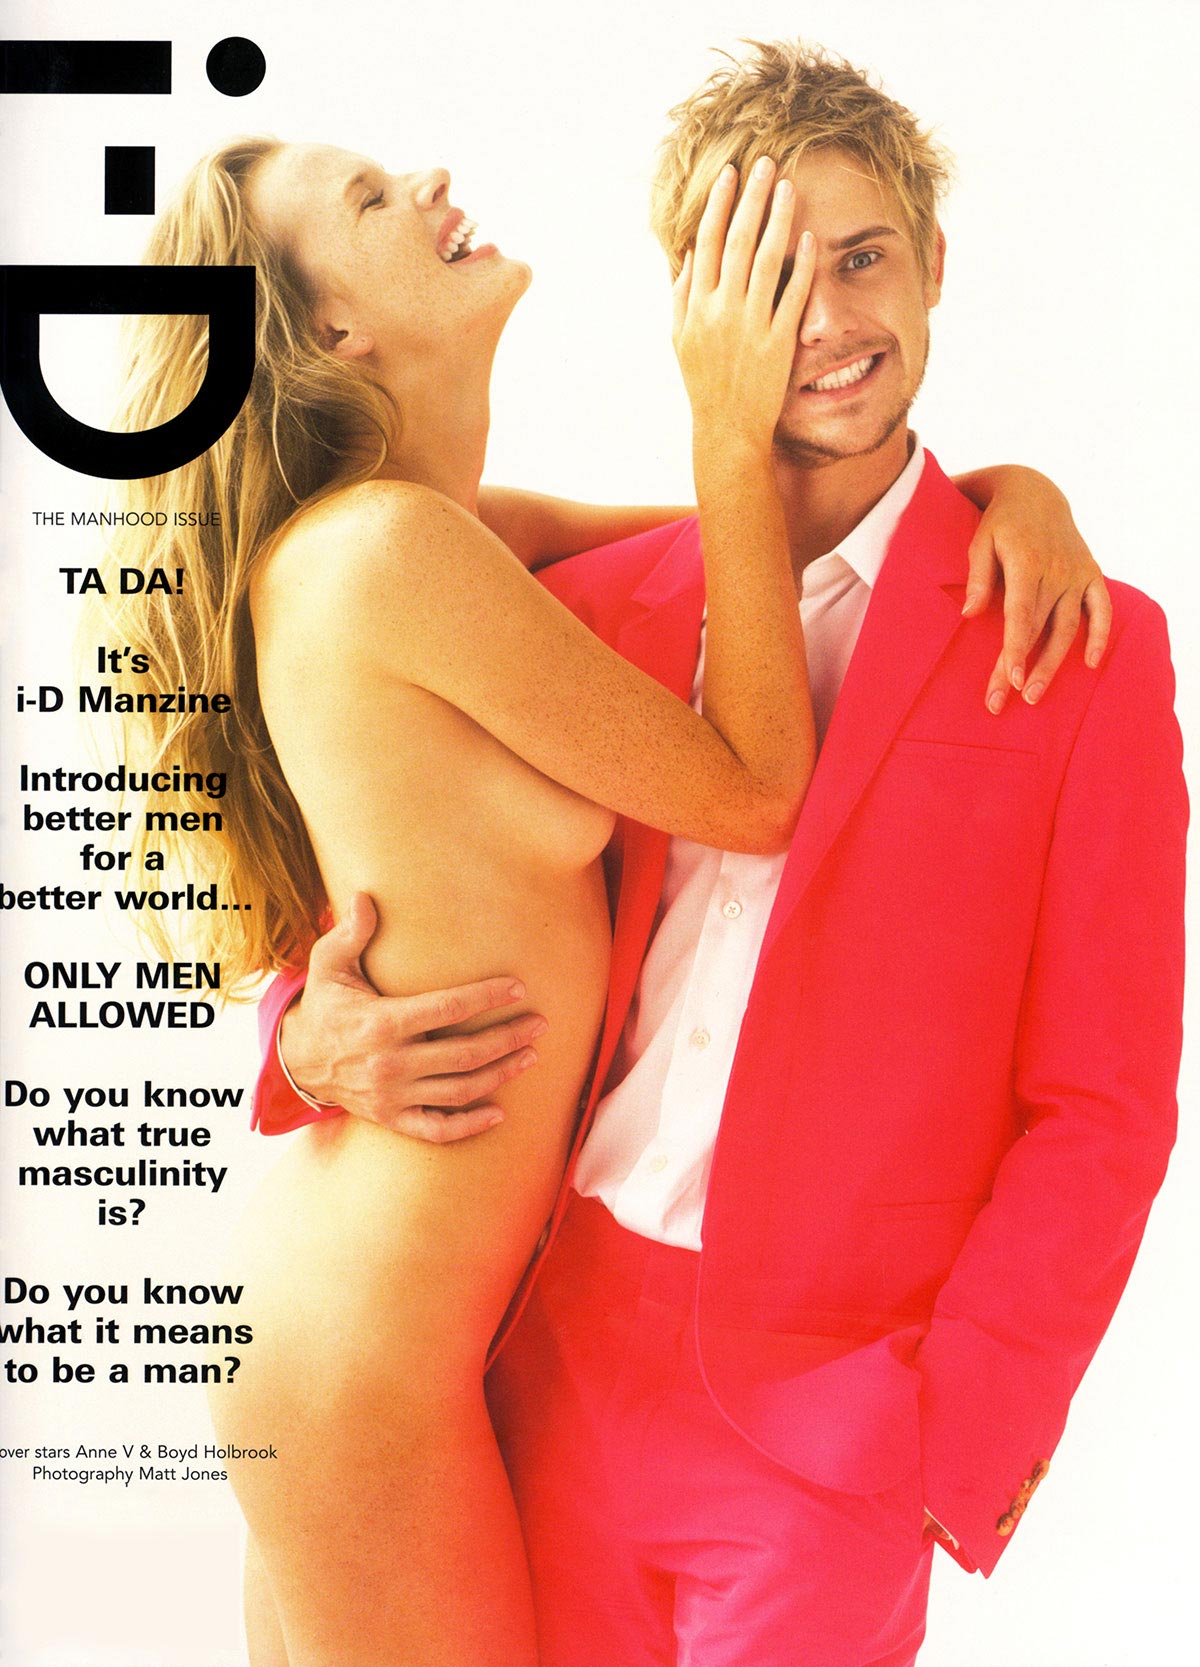 i-D
THE MANHOOD ISSUE
TA DA!
It's
i-D Manzine
Introducing
better men
for a
better world...
ONLY MEN
ALLOWED
Do you know
what true
masculinity
is?
Do you know
what it means
to be a man?
over stars Anne V & Boyd Holbrook
Photography Matt Jones